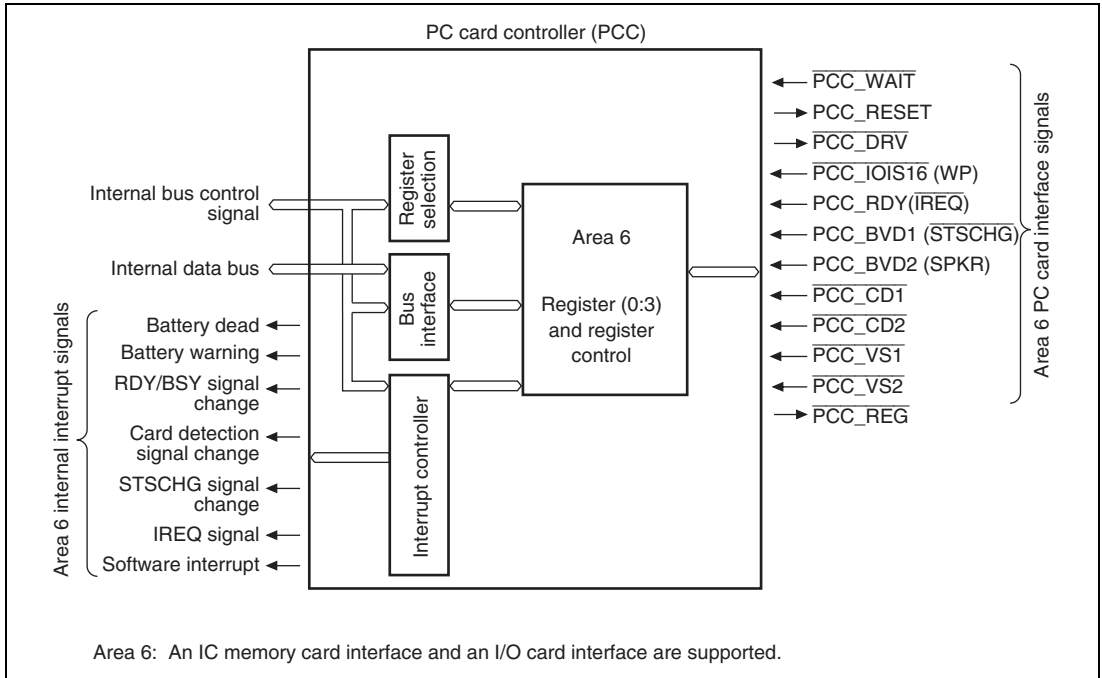 PC card controller (PCC)
Internal bus control
signal
Internal data bus
Area 6 internal interrupt signals
Battery dead
Battery warning
RDY/BSY signal
change
Card detection
signal change
STSCHG signal
change
IREQ signal
Software interrupt
Register
selection
Bus
interface
Interrupt controller
Area 6
Register (0:3)
and register
control
PCC_WAIT
PCC_RESET
PCC_DRV
PCC_IOIS16 (WP)
PCC_RDY(IREQ)
PCC_BVD1 (STSCHG)
PCC_BVD2 (SPKR)
PCC_CD1
PCC_CD2
PCC_VS1
PCC_VS2
PCC_REG
Area 6 PC card interface signals
Area 6: An IC memory card interface and an I/O card interface are supported.